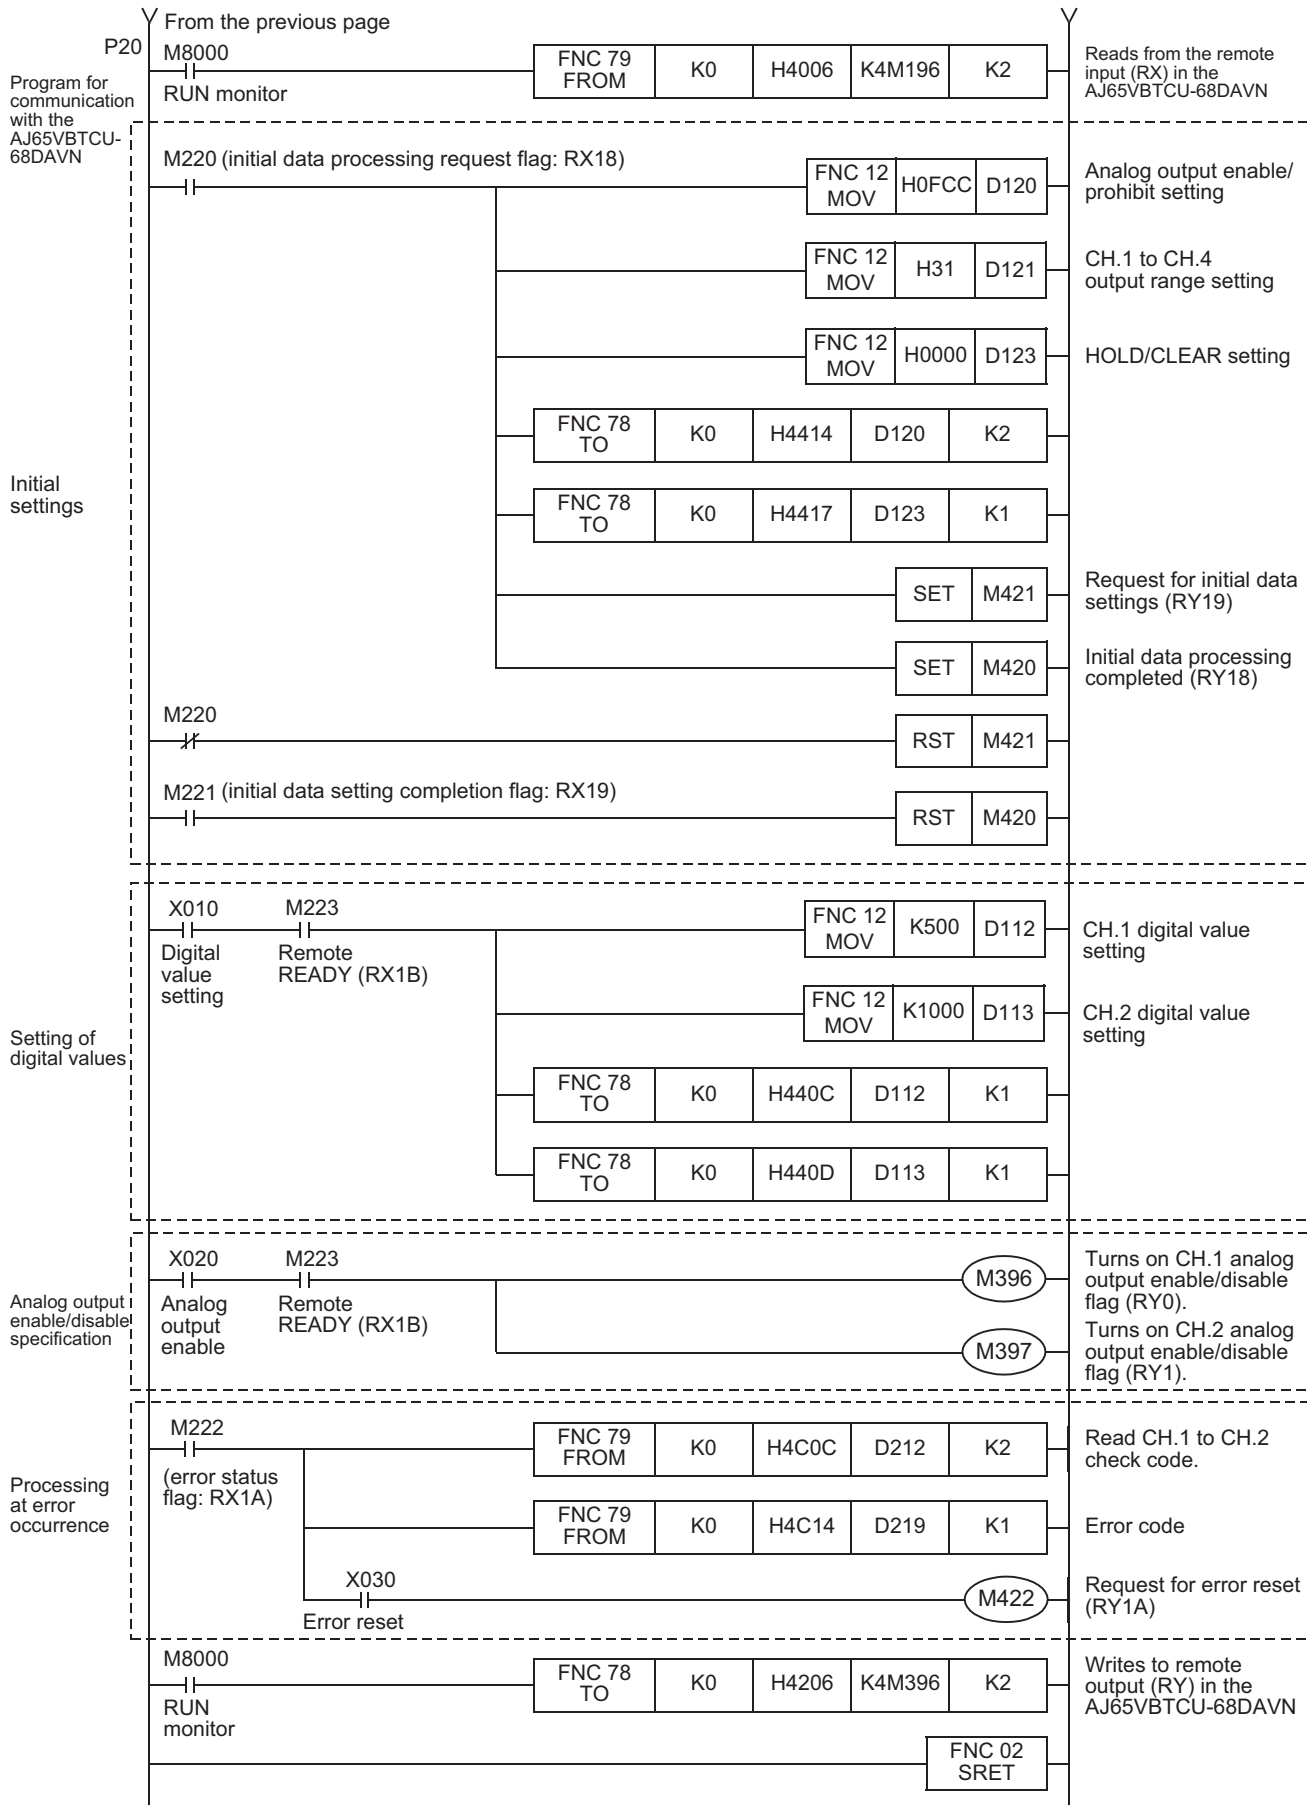 From the previous page
P20
M8000
RUN monitor
FNC 79
FROM
K0
H4006
K4M196
K2
Reads from the remote
input (RX) in the
AJ65VBTCU-68DAVN
Program for
communication
with the
AJ65VBTCU-
68DAVN
M220 (initial data processing request flag: RX18)
FNC 12
MOV
H0FCC
D120
Analog output enable/
prohibit setting
FNC 12
MOV
H31
D121
CH.1 to CH.4
output range setting
FNC 12
MOV
H0000
D123
HOLD/CLEAR setting
FNC 78
TO
K0
H4414
D120
K2
Initial
settings
FNC 78
TO
K0
H4417
D123
K1
SET
M421
Request for initial data
settings (RY19)
SET
M420
Initial data processing
completed (RY18)
M220
RST
M421
M221 (initial data setting completion flag: RX19)
RST
M420
X010
Digital
value
setting
M223
Remote
READY (RX1B)
FNC 12
MOV
K500
D112
CH.1 digital value
setting
FNC 12
MOV
K1000
D113
CH.2 digital value
setting
Setting of
digital values
FNC 78
TO
K0
H440C
D112
K1
FNC 78
TO
K0
H440D
D113
K1
X020
Analog
output
enable
M223
Remote
READY (RX1B)
M396
Turns on CH.1 analog
output enable/disable
flag (RY0).
Analog output
enable/disable
specification
M397
Turns on CH.2 analog
output enable/disable
flag (RY1).
M222
(error status
flag: RX1A)
FNC 79
FROM
K0
H4C0C
D212
K2
Read CH.1 to CH.2
check code.
Processing
at error
occurrence
FNC 79
FROM
K0
H4C14
D219
K1
Error code
X030
Error reset
M422
Request for error reset
(RY1A)
M8000
RUN
monitor
FNC 78
TO
K0
H4206
K4M396
K2
Writes to remote
output (RY) in the
AJ65VBTCU-68DAVN
FNC 02
SRET